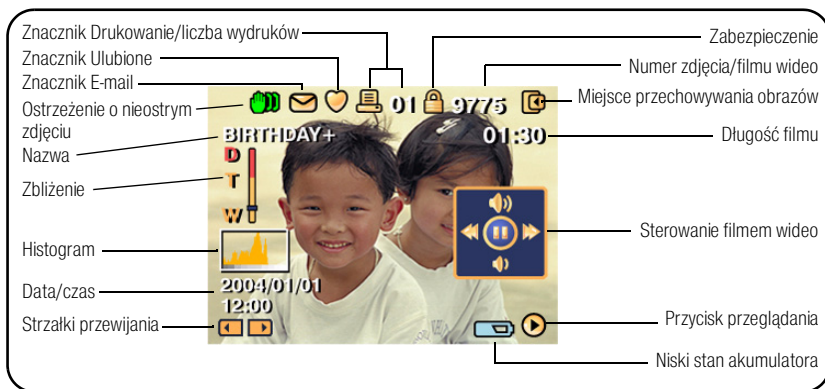 Znacznik Drukowanie/liczba wydruków
Znacznik Ulubione
Znacznik E-mail
Ostrzeżenie o nieostrym
zdjęciu
Nazwa
Zbliżenie
Histogram
Data/czas
Strzałki przewijania
01 9775
BIRTHDAY+ 01:30
D
T
W
2004/01/01
12:00
Zabezpieczenie
Numer zdjęcia/filmu wideo
Miejsce przechowywania obrazów
Długość filmu
Sterowanie filmem wideo
Przycisk przeglądania
Niski stan akumulatora